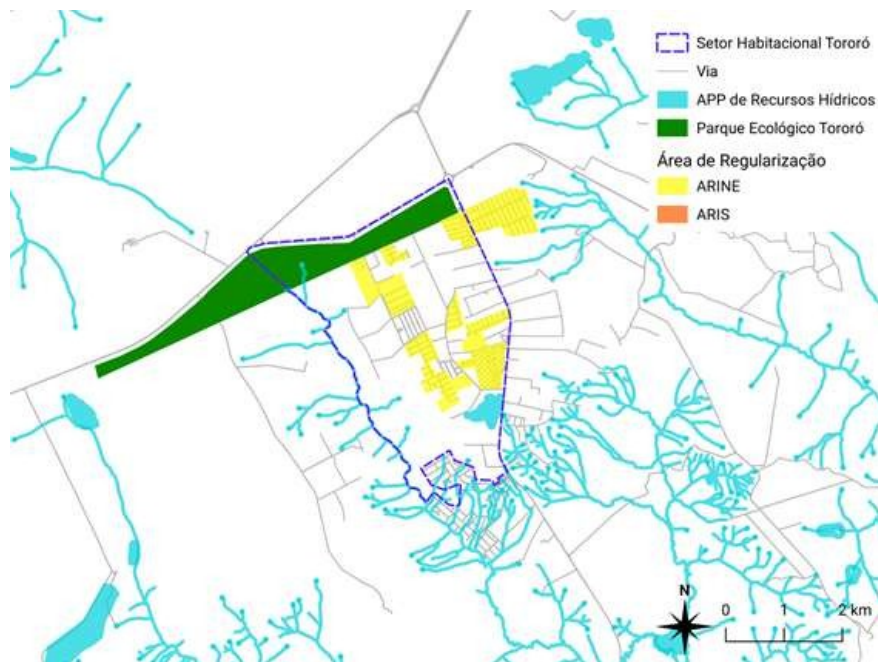 Setor Habitacional Tororó
Via
APP de Recursos Hídricos
Parque Ecológico Tororó
Área de Regularização
ARINE
ARIS
N
0 1 2 km